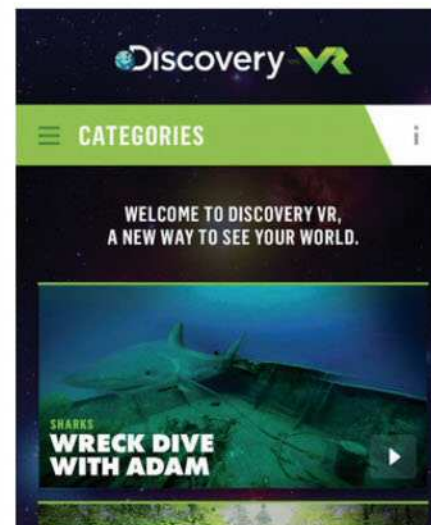 Discovery VR
CATEGORIES
WELCOME TO DISCOVERY VR,
A NEW WAY TO SEE YOUR WORLD.
SHARKS
WRECK DIVE
WITH ADAM